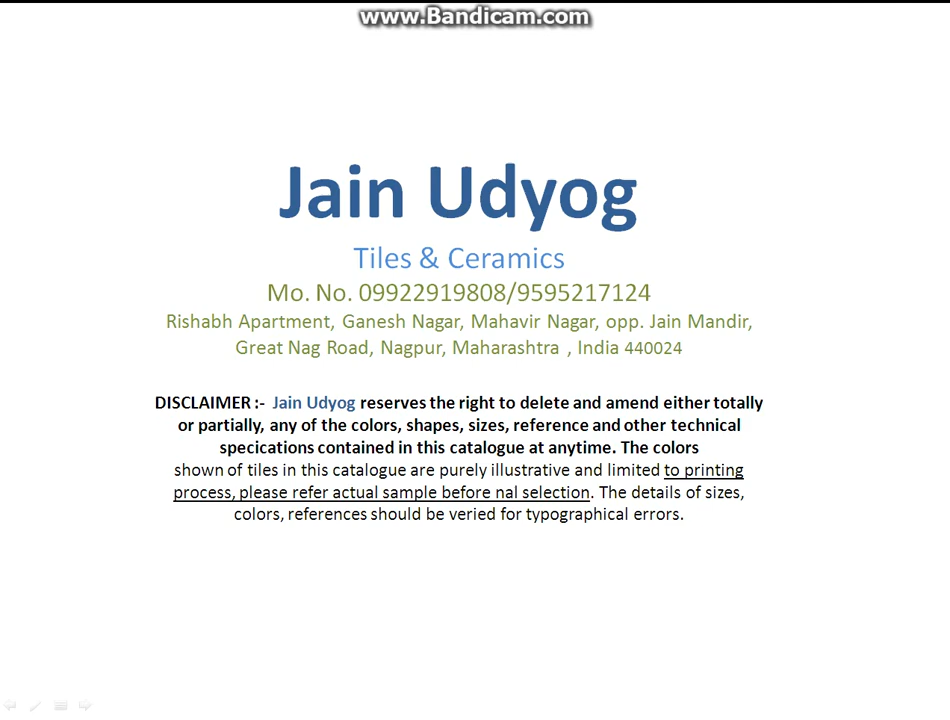 www.Bandicam.com
Jain Udyog
Tiles & Ceramics
Mo. No. 09922919808/9595217124
Rishabh Apartment, Ganesh Nagar, Mahavir Nagar, opp. Jain Mandir,
Great Nag Road, Nagpur, Maharashtra , India 440024
DISCLAIMER :- Jain Udyog reserves the right to delete and amend either totally
or partially, any of the colors, shapes, sizes, reference and other technical
specications contained in this catalogue at anytime. The colors
shown of tiles in this catalogue are purely illustrative and limited to printing
process, please refer actual sample before nal selection. The details of sizes,
colors, references should be veried for typographical errors.